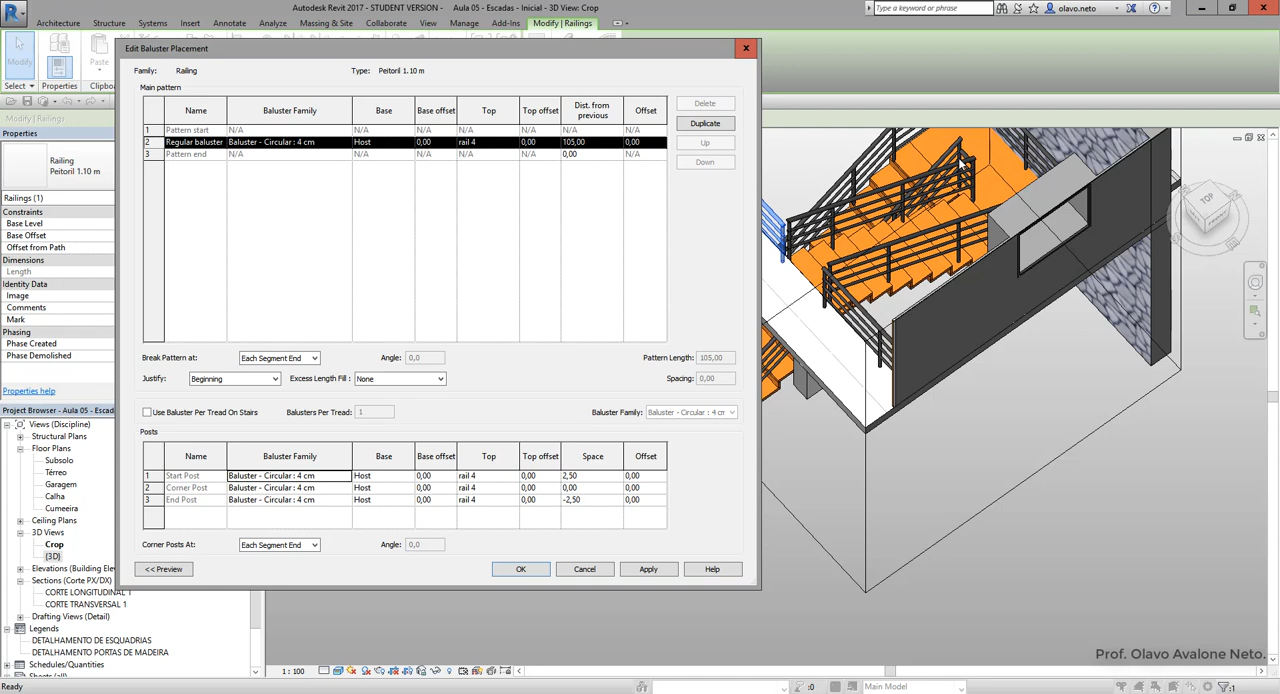 Autodesk Revit 2017 - STUDENT VERSION - Aula 05 - Escadas - Inicial - 3D View: Crop
Type a keyword or phrase
olavo.neto
Architecture Structure Systems Insert Annotate Analyze Massing & Site Collaborate View Manage Add-Ins Modify | Railings
Modify
Paste
Select Properties Clipbo
Modify | Railings
Properties
Railing
Peitoril 1.10 m
Railings (1)
Constraints
Base Level
Base Offset
Offset from Path
Dimensions
Length
Identity Data
Image
Comments
Mark
Phasing
Phase Created
Phase Demolished
Properties help
Project Browser - Aula 05 - Escad
Views (Discipline)
Structural Plans
Floor Plans
Subsolo
Térreo
Garagem
Calha
Cumeeira
Ceiling Plans
3D Views
Crop
{3D}
Elevations (Building Ele
Sections (Corte PX/DX)
CORTE LONGITUDINAL 1
CORTE TRANSVERSAL 1
Drafting Views (Detail)
Legends
DETALHAMENTO DE ESQUADRIAS
DETALHAMENTO PORTAS DE MADEIRA
Schedules/Quantities
Sheets (all)
Edit Baluster Placement
Family: Railing Type: Peitoril 1.10 m
Main pattern
Name Baluster Family Base Base offset Top Top offset Dist. from previous Offset
1 Pattern start N/A N/A N/A N/A N/A N/A N/A
2 Regular baluster Baluster - Circular : 4 cm Host 0,00 rail 4 0,00 105,00 0,00
3 Pattern end N/A N/A N/A N/A N/A 0,00 N/A
Delete
Duplicate
Up
Down
Break Pattern at: Each Segment End Angle: 0,0 Pattern Length: 105,00
Justify: Beginning Excess Length Fill : None Spacing: 0,00
Use Baluster Per Tread On Stairs Balusters Per Tread: 1 Baluster Family: Baluster - Circular : 4 cm
Posts
Name Baluster Family Base Base offset Top Top offset Space Offset
1 Start Post Baluster - Circular : 4 cm Host 0,00 rail 4 0,00 2,50 0,00
2 Corner Post Baluster - Circular : 4 cm Host 0,00 rail 4 0,00 0,00 0,00
3 End Post Baluster - Circular : 4 cm Host 0,00 rail 4 0,00 -2,50 0,00
Corner Posts At: Each Segment End Angle: 0,0
<< Preview OK Cancel Apply Help
TOP
Prof. Olavo Avalone Neto.
1 : 100
Ready
:0
Main Model
:1